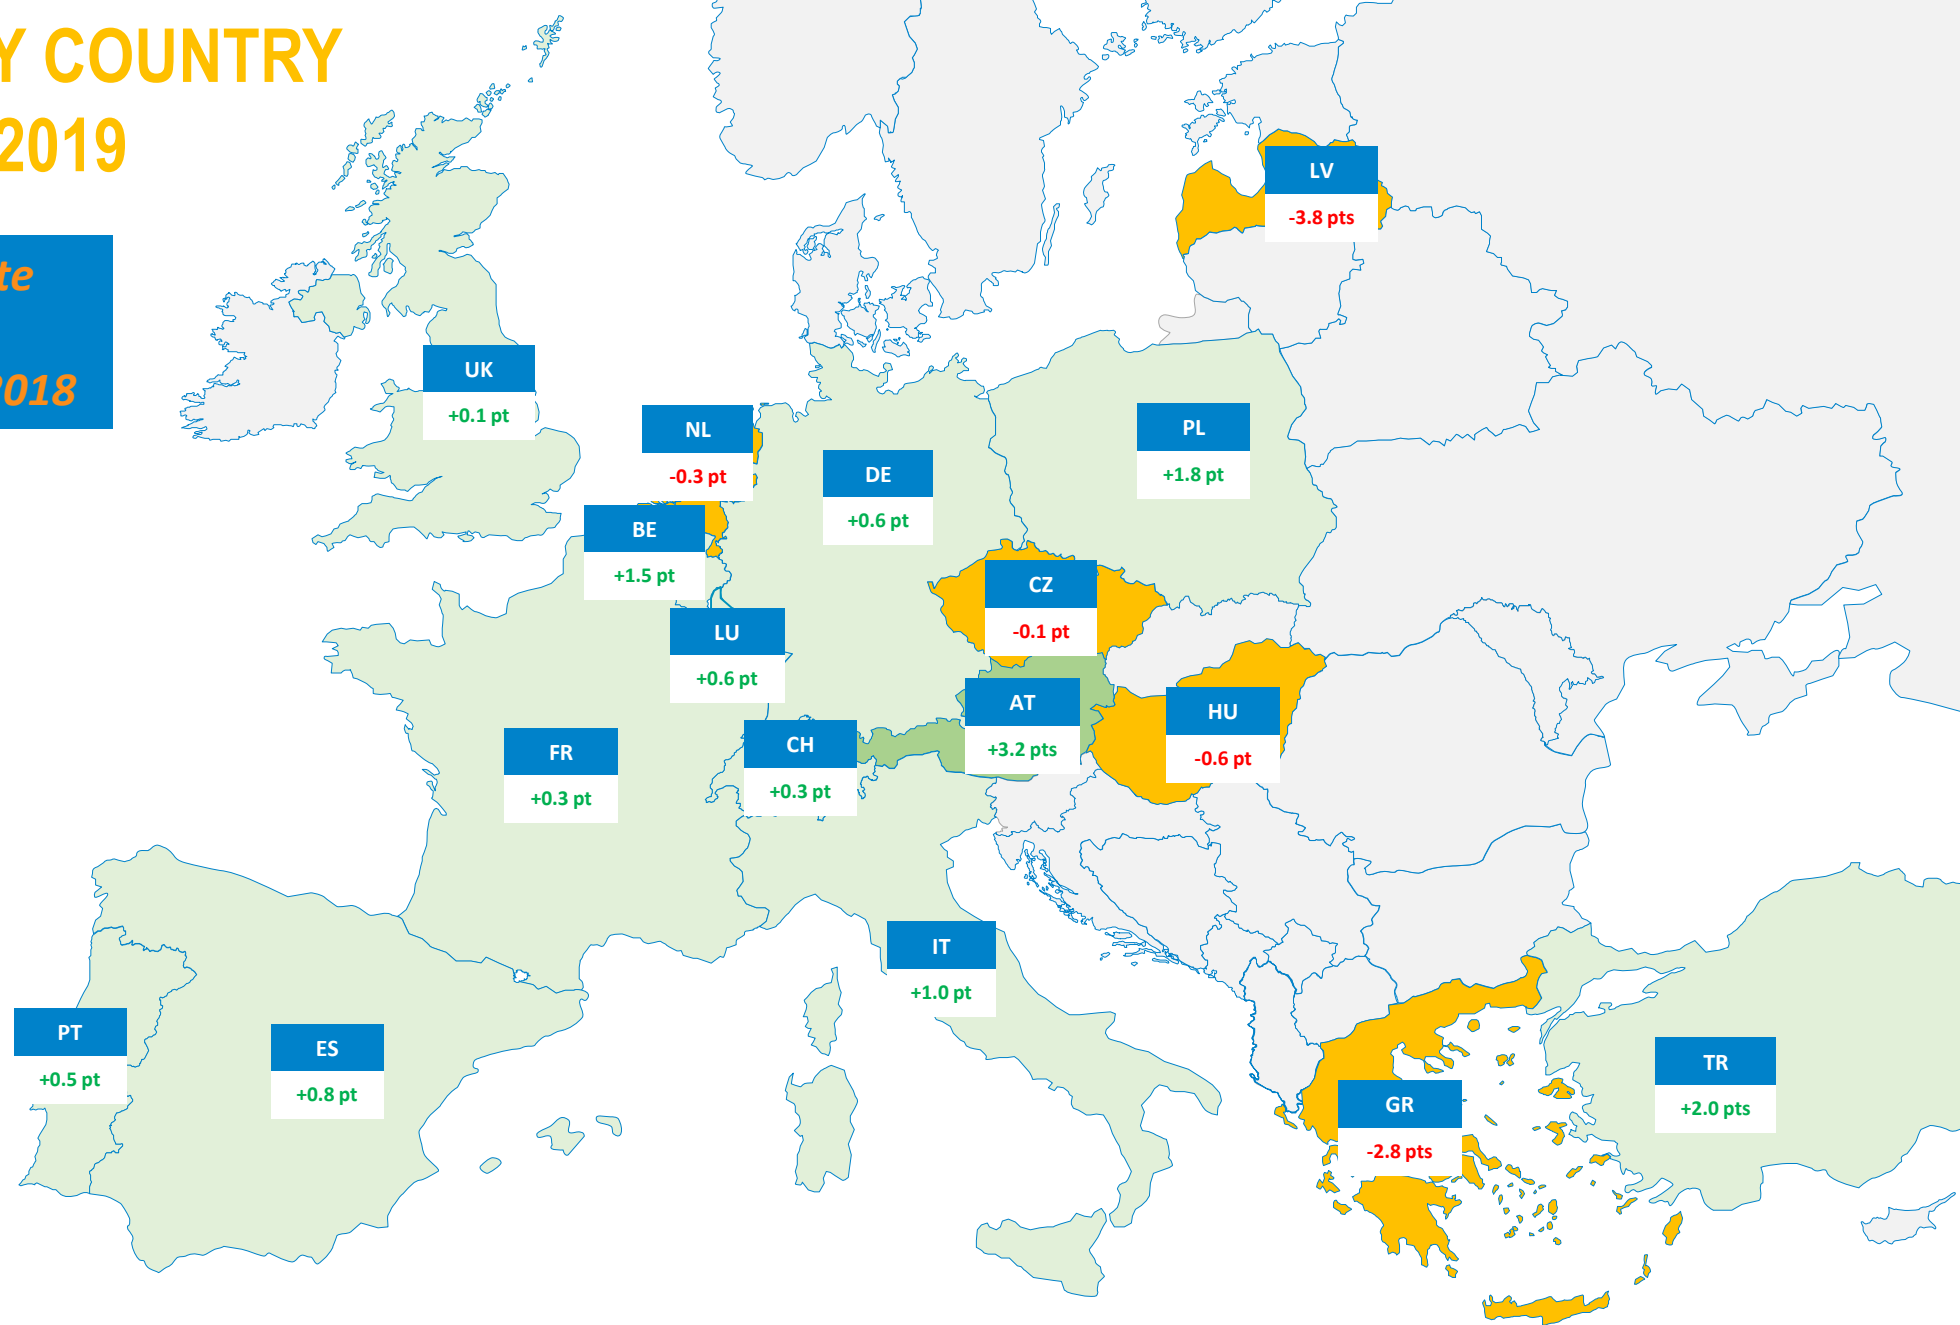 Y COUNTRY
2019
te
2018
LV
-3.8 pts
UK
+0.1 pt
NL
-0.3 pt
PL
+1.8 pt
DE
+0.6 pt
BE
+1.5 pt
CZ
-0.1 pt
LU
+0.6 pt
AT
+3.2 pts
HU
-0.6 pt
CH
+0.3 pt
FR
+0.3 pt
IT
+1.0 pt
PT
+0.5 pt
ES
+0.8 pt
TR
+2.0 pts
GR
-2.8 pts